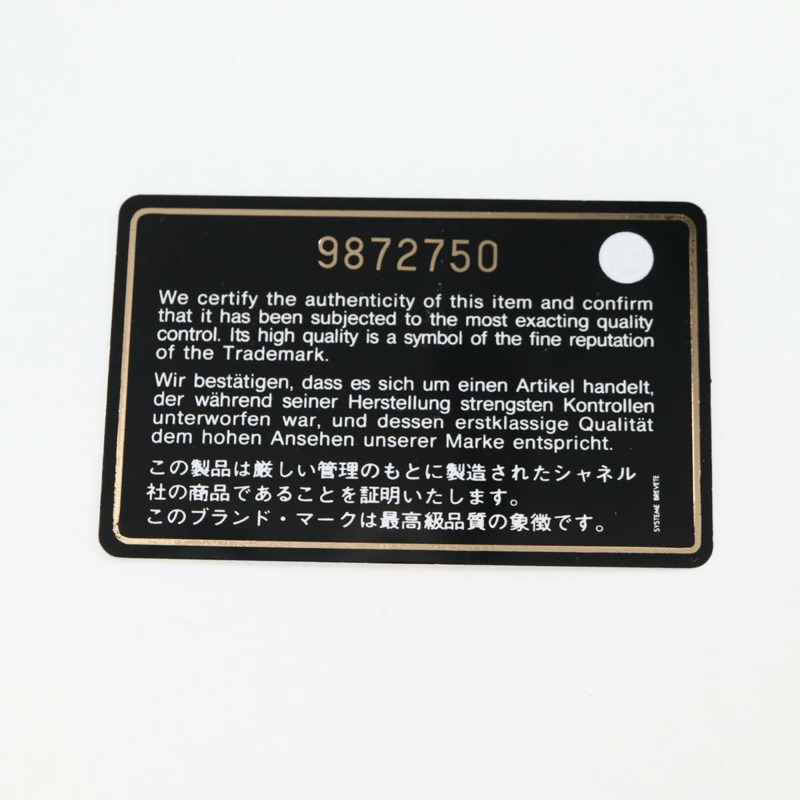 9872750
We certify the authenticity of this item and confirm
that it has been subjected to the most exacting quality
control. Its high quality is a symbol of the fine reputation
of the Trademark.
Wir bestätigen, dass es sich um einen Artikel handelt,
der während seiner Herstellung strengsten Kontrollen
unterworfen war, und dessen erstklassige Qualität
dem hohen Ansehen unserer Marke entspricht.
この製品は厳しい管理のもとに製造されたシャネル
社の商品であることを証明いたします。
このブランド・マークは最高級品質の象徴です。
SYSTEME BREVETE